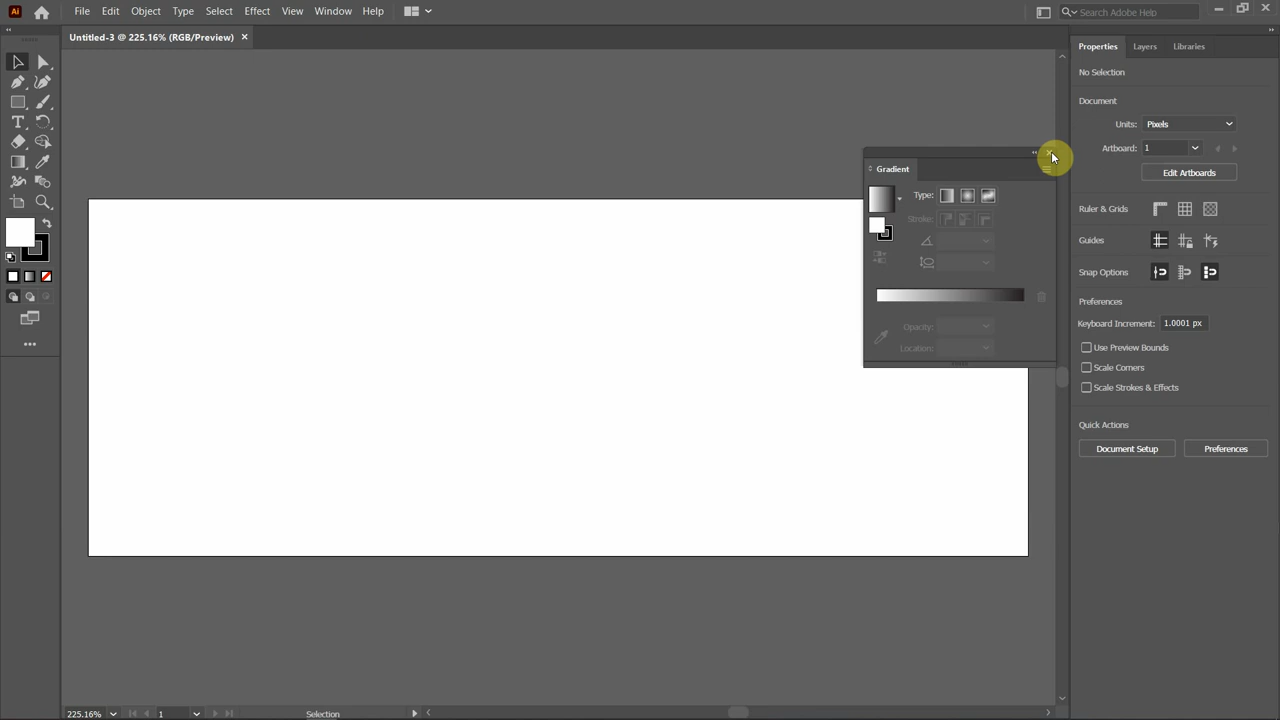 Ai File Edit Object Type Select Effect View Window Help Search Adobe Help
Untitled-3 @ 225.16% (RGB/Preview)
Properties Layers Libraries
No Selection
Document
Units: Pixels
Artboard: 1
Edit Artboards
Ruler & Grids
Guides
Snap Options
Preferences
Keyboard Increment: 1.0001 px
Use Preview Bounds
Scale Corners
Scale Strokes & Effects
Quick Actions
Document Setup Preferences
Gradient
Type:
Stroke:
Opacity:
Location:
225.16% 1 Selection